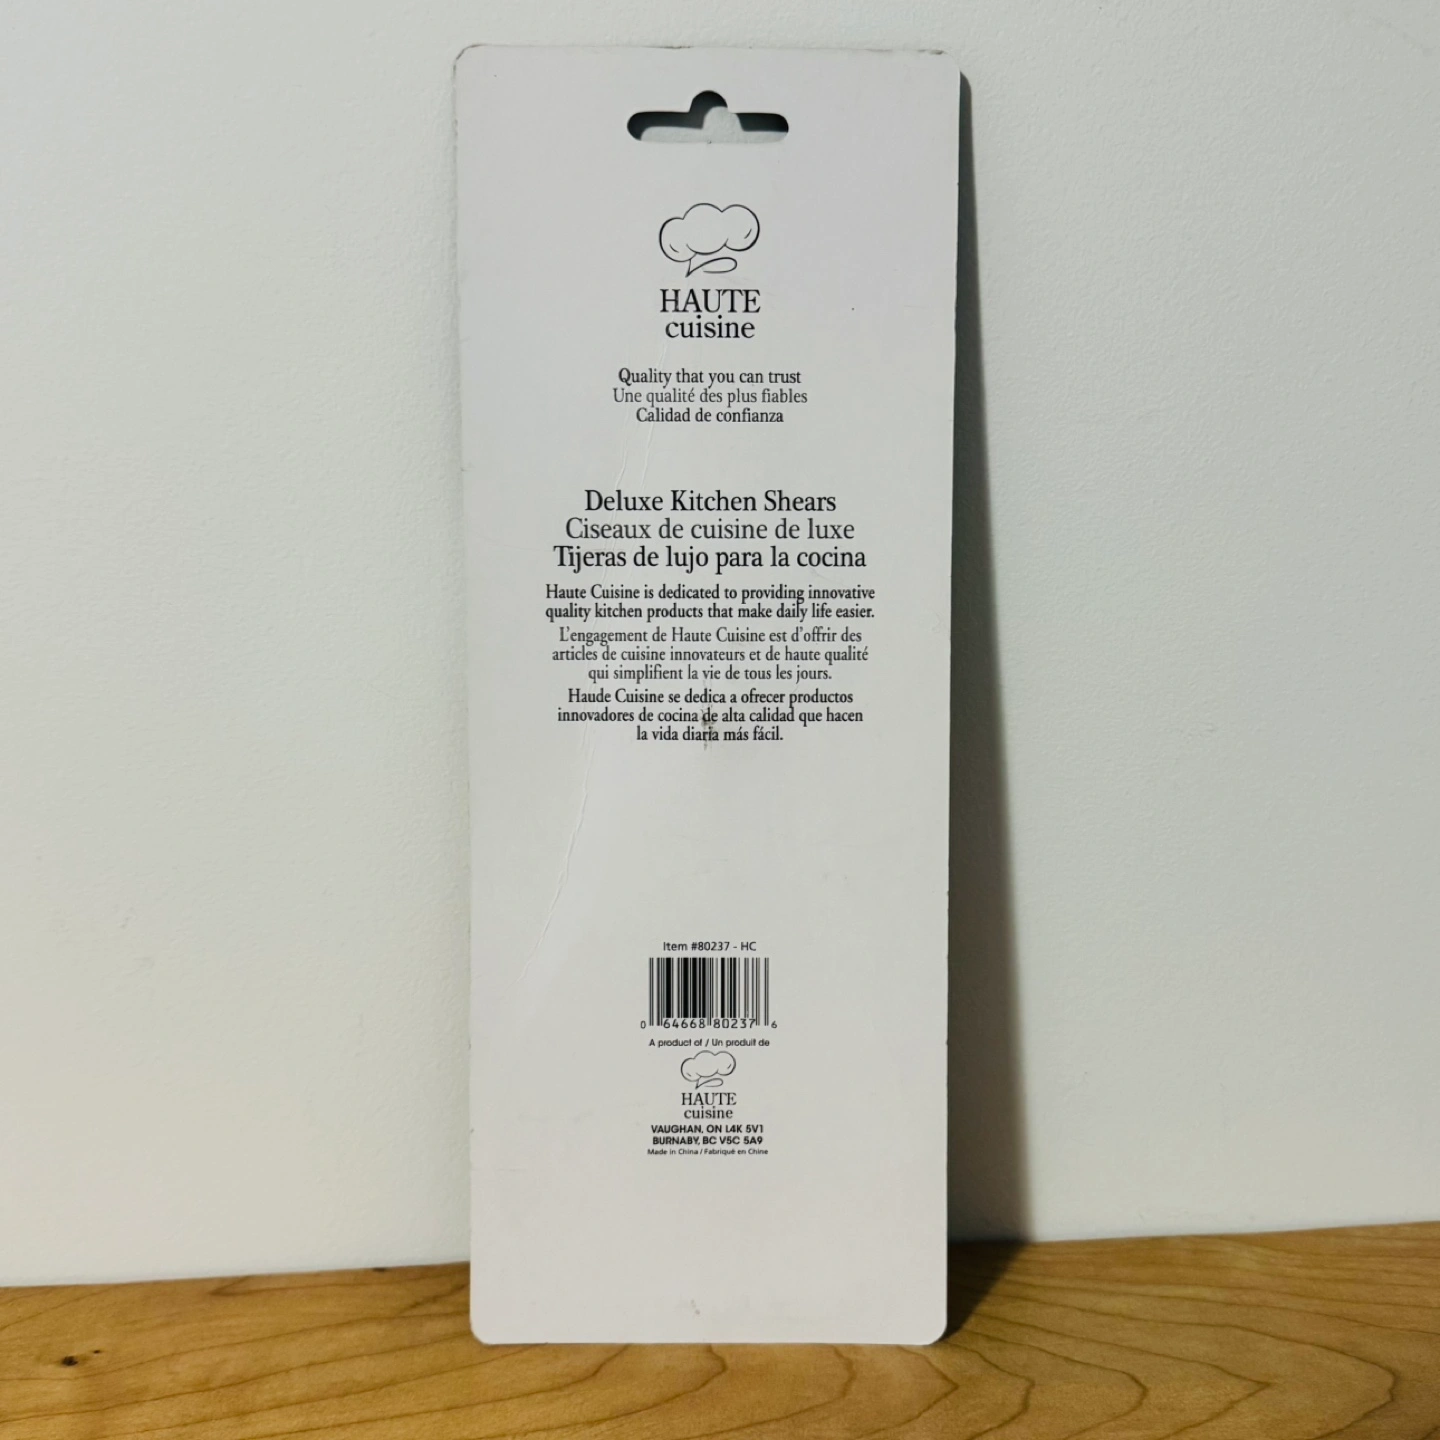 HAUTE
cuisine
Quality that you can trust
Une qualité des plus fiables
Calidad de confianza
Deluxe Kitchen Shears
Ciseaux de cuisine de luxe
Tijeras de lujo para la cocina
Haute Cuisine is dedicated to providing innovative
quality kitchen products that make daily life easier.
L'engagement de Haute Cuisine est d'offrir des
articles de cuisine innovateurs et de haute qualité
qui simplifient la vie de tous les jours.
Haude Cuisine se dedica a ofrecer productos
innovadores de cocina de alta calidad que hacen
la vida diaria más fácil.
Item #80237 - HC
0 64668 80237 6
A product of / Un produit de
HAUTE
cuisine
VAUGHAN, ON L4K 5V1
BURNABY, BC V5C 5A9
Made in China / Fabriqué en Chine